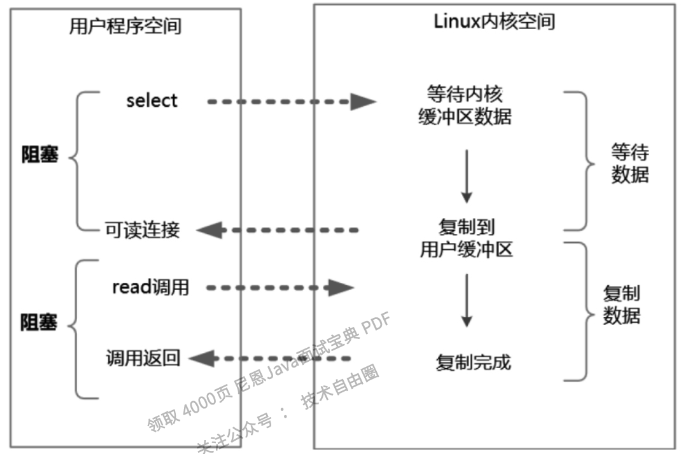 用户程序空间
Linux内核空间
select
等待内核
缓冲区数据
阻塞
等待
数据
可读连接
复制到
用户缓冲区
read调用
阻塞
复制
数据
调用返回
复制完成
领取 4000页 尼恩Java面试宝典 PDF
关注公众号 ： 技术自由圈